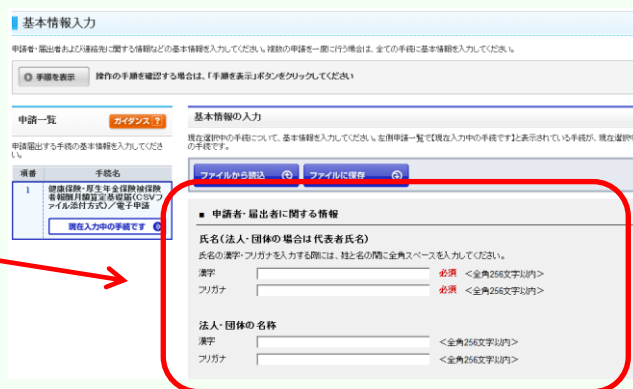 基本情報入力
申請者・届出者および連絡先に関する情報などの基本情報を入力してください。複数の申請を一度に行う場合は、全ての手続に基本情報を入力してください。
手順を表示 操作の手順を確認する場合は、「手順を表示」ボタンをクリックしてください
申請一覧 ガイダンス ?
申請届出する手続の基本情報を入力してください。
項番 手続名
1 健康保険・厚生年金保険被保険
者報酬月額算定基礎届(CSVフ
ァイル添付方式)/電子申請
現在入力中の手続です
基本情報の入力
現在選択中の手続について、基本情報を入力してください。左側申請一覧で【現在入力中の手続です】と表示されている手続が、現在選択中
の手続です。
ファイルから読込 ファイルに保存
■ 申請者・届出者に関する情報
氏名(法人・団体の場合は代表者氏名)
氏名の漢字・フリガナを入力する際には、姓と名の間に全角スペースを入力してください。
漢字 必須 <全角256文字以内>
フリガナ 必須 <全角256文字以内>
法人・団体の名称
漢字 <全角256文字以内>
フリガナ <全角256文字以内>